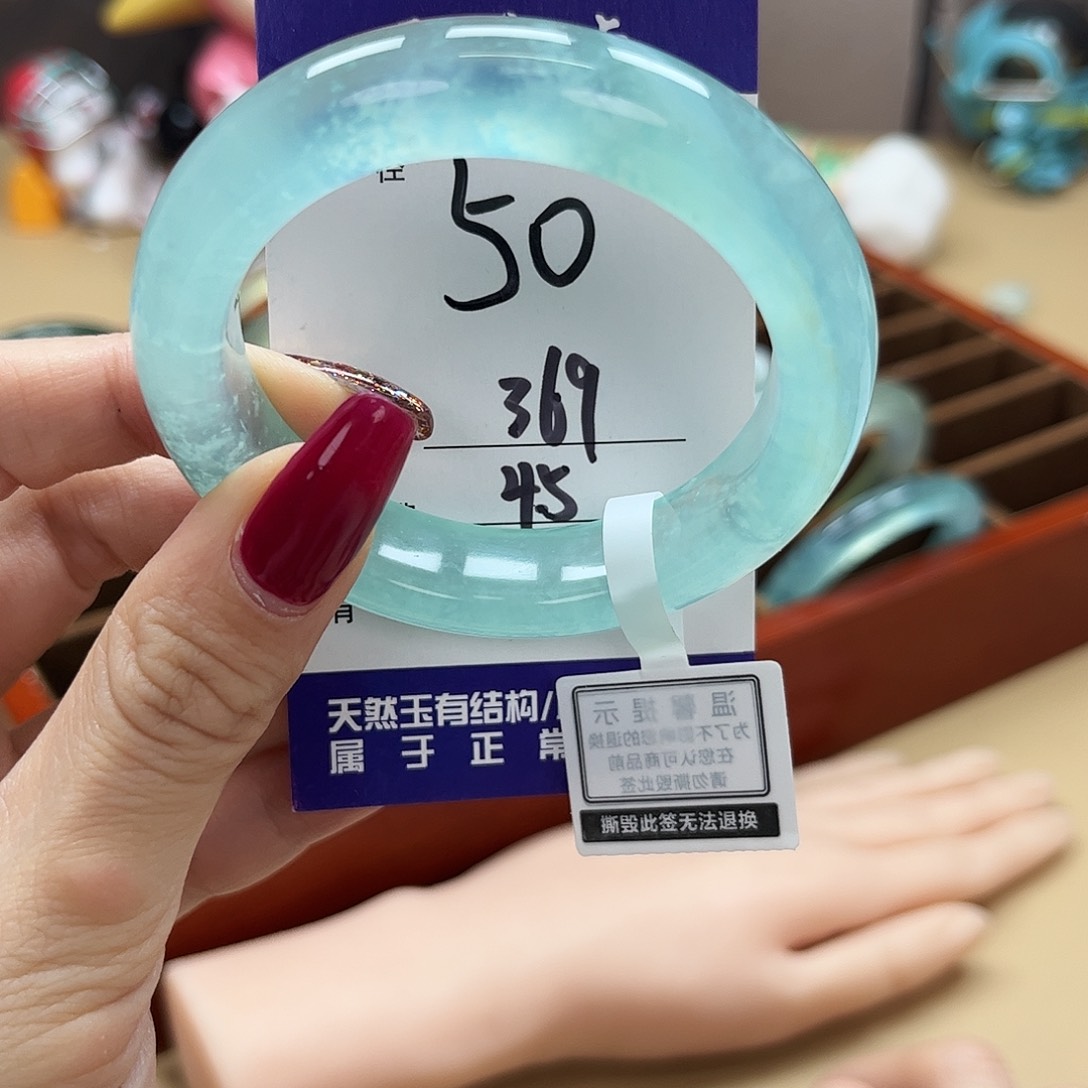 径
50
369
45
有
天然玉有结构/
属于正常
温馨提示
为了不影响您的退换
在您认可商品前
请勿撕毁此签
撕毁此签无法退换